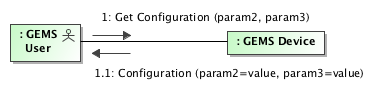 1: Get Configuration (param2, param3)
: GEMS
User
: GEMS Device
1.1: Configuration (param2=value, param3=value)